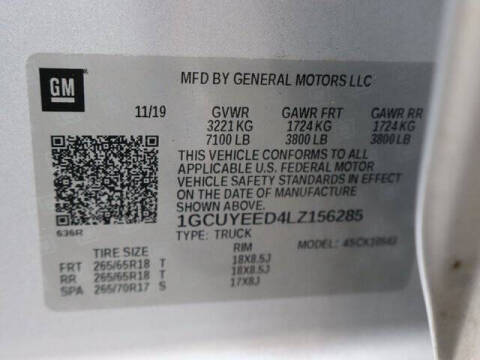 GM
MFD BY GENERAL MOTORS LLC
11/19 GVWR GAWR FRT GAWR RR
3221 KG 1724 KG 1724 KG
7100 LB 3800 LB 3800 LB
THIS VEHICLE CONFORMS TO ALL
APPLICABLE U.S. FEDERAL MOTOR
VEHICLE SAFETY STANDARDS IN EFFECT
ON THE DATE OF MANUFACTURE
SHOWN ABOVE.
1GCUYEED4LZ156285
636R
TYPE: TRUCK MODEL:
TIRE SIZE RIM
FRT 265/65R18 T 18X8.5J
RR 265/65R18 T 18X8.5J
SPA 265/70R17 S 17X8J